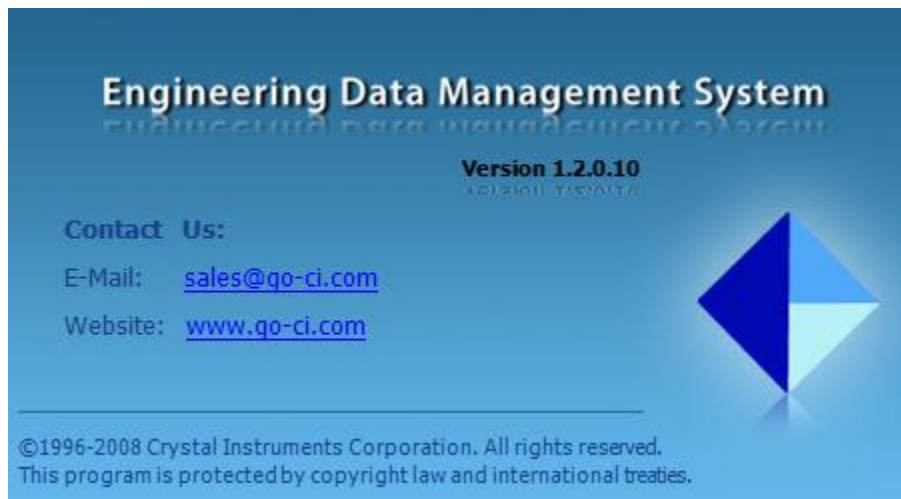 Engineering Data Management System
Version 1.2.0.10
Contact Us:
E-Mail: sales@go-ci.com
Website: www.go-ci.com
©1996-2008 Crystal Instruments Corporation. All rights reserved.
This program is protected by copyright law and international treaties.